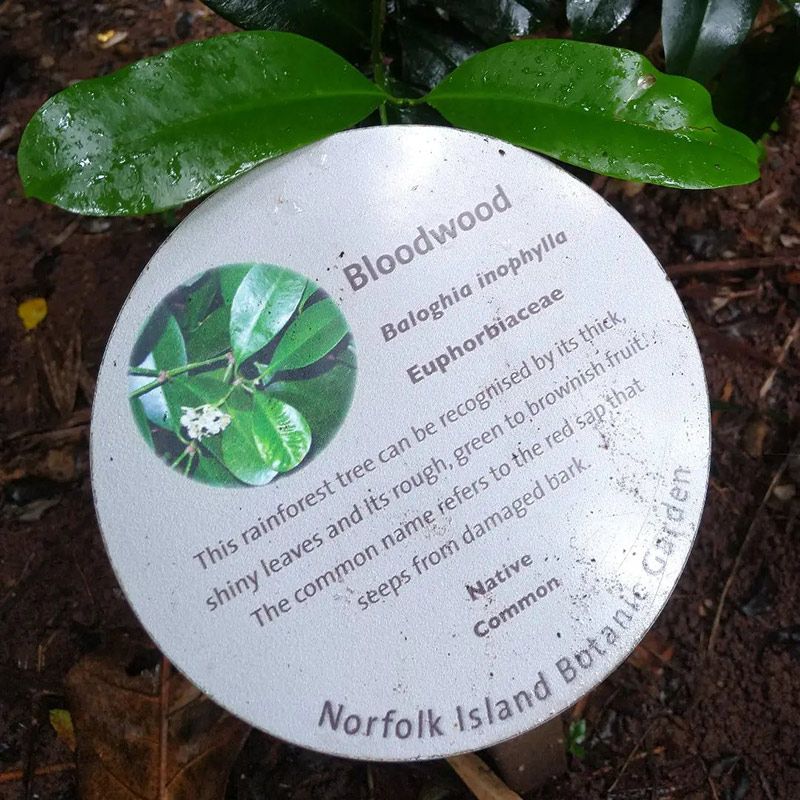 Bloodwood
Baloghia inophylla
Euphorbiaceae
This rainforest tree can be recognised by its thick,
shiny leaves and its rough, green to brownish fruit.
The common name refers to the red sap that
seeps from damaged bark.
Native
Common
Norfolk Island Botanic Garden